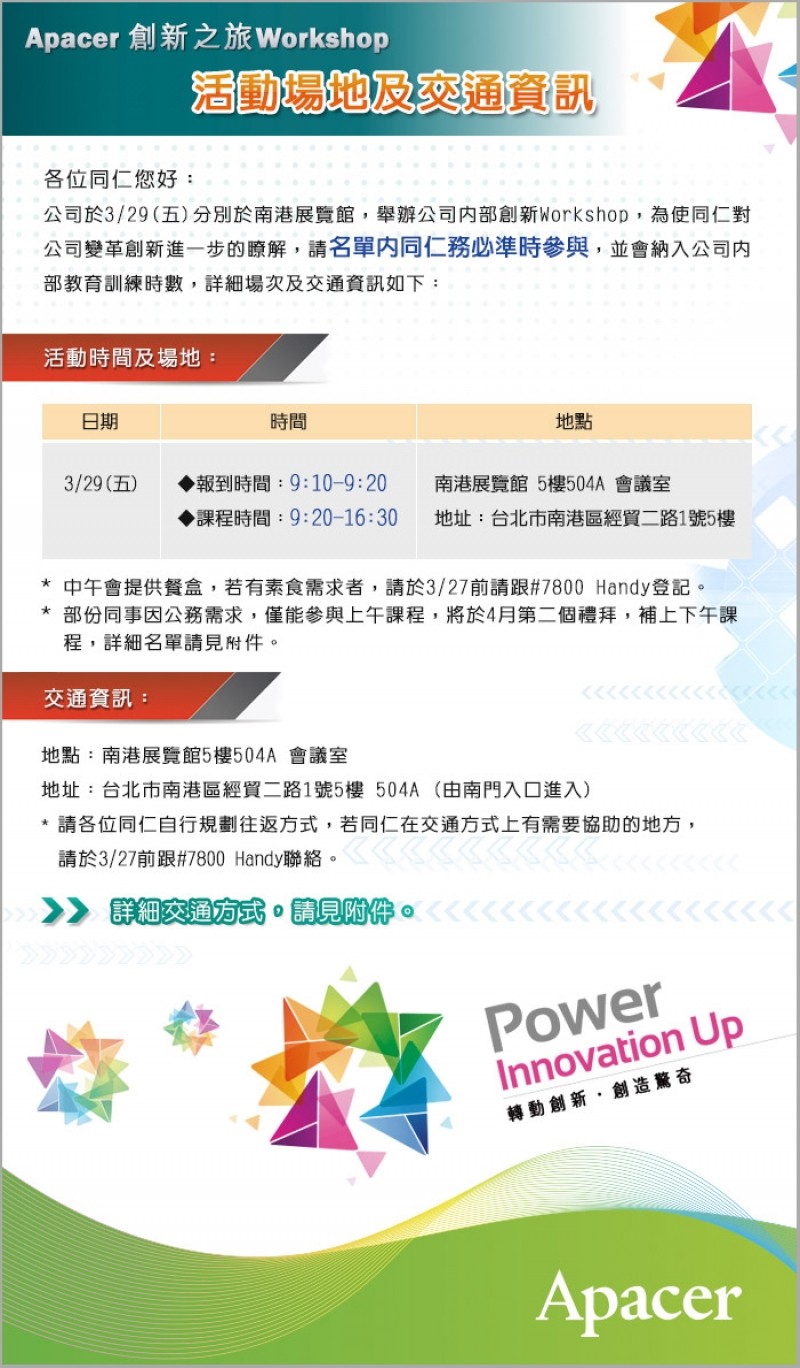 Apacer 創新之旅Workshop
活動場地及交通資訊
各位同仁您好：
公司於3/29(五)分別於南港展覽館，舉辦公司內部創新Workshop，為使同仁對
公司變革創新進一步的瞭解，請名單內同仁務必準時參與，並會納入公司內
部教育訓練時數，詳細場次及交通資訊如下：
活動時間及場地：
日期 時間 地點
3/29(五) ◆報到時間：9:10-9:20 南港展覽館 5樓504A 會議室
◆課程時間：9:20-16:30 地址：台北市南港區經貿二路1號5樓
* 中午會提供餐盒，若有素食需求者，請於3/27前請跟#7800 Handy登記。
* 部份同事因公務需求，僅能參與上午課程，將於4月第二個禮拜，補上下午課
程，詳細名單請見附件。
交通資訊：
地點：南港展覽館5樓504A 會議室
地址：台北市南港區經貿二路1號5樓 504A (由南門入口進入)
* 請各位同仁自行規劃往返方式，若同仁在交通方式上有需要協助的地方，
請於3/27前跟#7800 Handy聯絡。
詳細交通方式，請見附件。
Power
Innovation Up
轉動創新·創造驚奇
Apacer